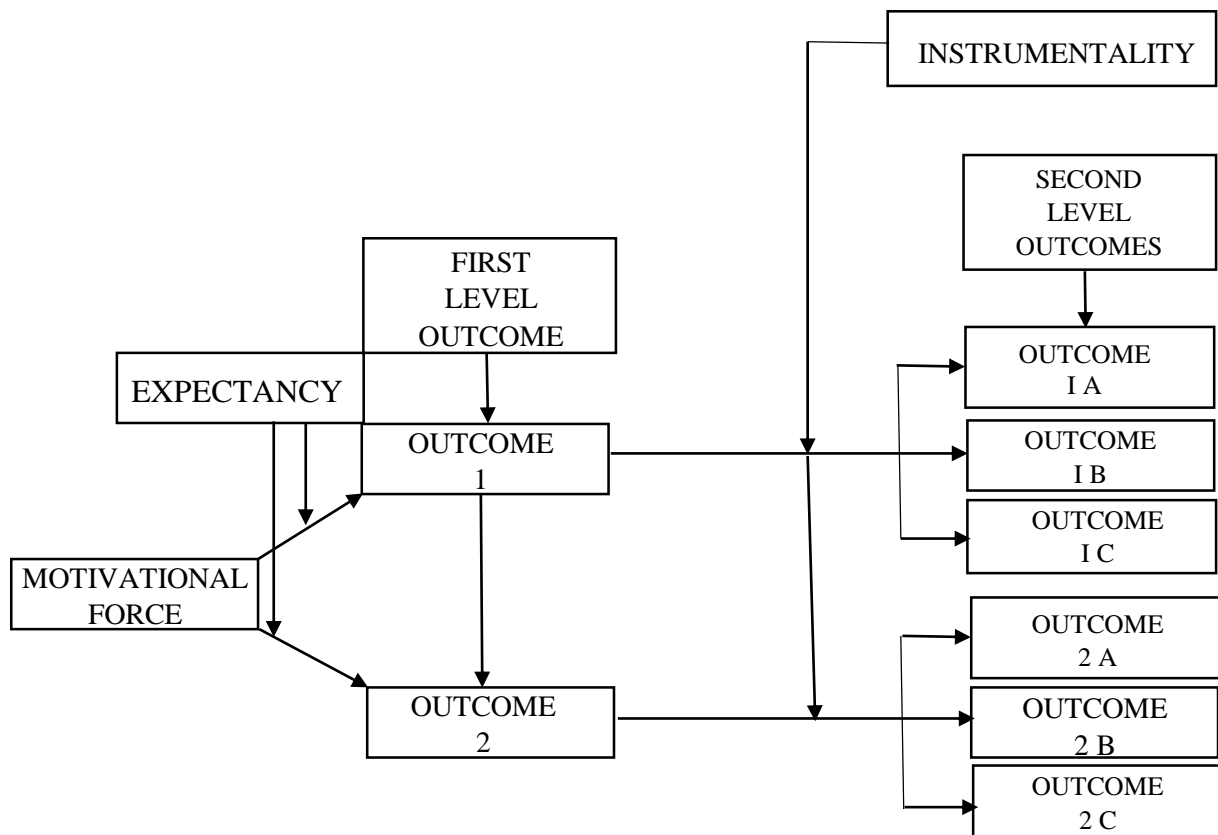 INSTRUMENTALITY
SECOND
LEVEL
OUTCOMES
FIRST
LEVEL
OUTCOME
EXPECTANCY
OUTCOME
I A
OUTCOME
1
OUTCOME
I B
OUTCOME
I C
MOTIVATIONAL
FORCE
OUTCOME
2 A
OUTCOME
2
OUTCOME
2 B
OUTCOME
2 C